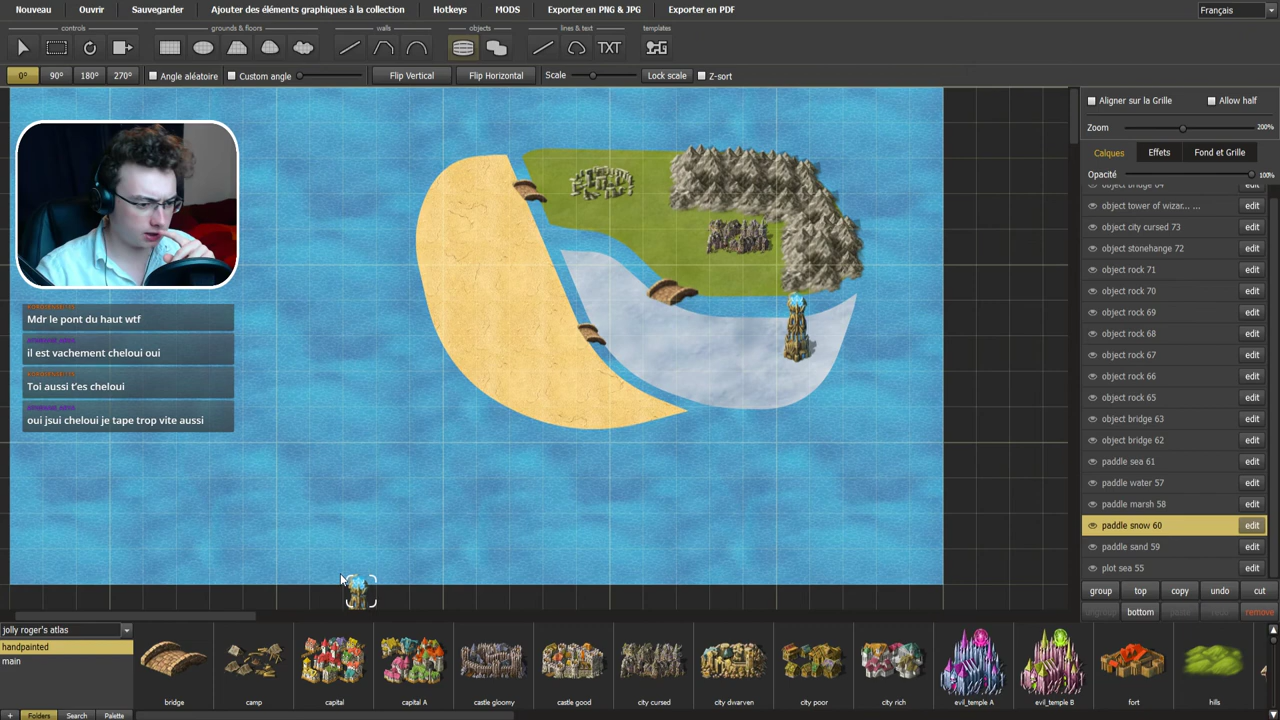 Nouveau Ouvrir Sauvegarder Ajouter des éléments graphiques à la collection Hotkeys MODS Exporter en PNG & JPG Exporter en PDF Français
controls grounds & floors walls objects lines & text templates
TXT
0° 90° 180° 270° Angle aléatoire Custom angle Flip Vertical Flip Horizontal Scale Lock scale Z-sort
Aligner sur la Grille Allow half
Zoom 200%
Calques Effets Fond et Grille
Opacité 100%
object bridge 64 edit
object tower of wizar... ... edit
object city cursed 73 edit
object stonehange 72 edit
object rock 71 edit
object rock 70 edit
object rock 69 edit
object rock 68 edit
object rock 67 edit
object rock 66 edit
object rock 65 edit
object bridge 63 edit
object bridge 62 edit
paddle sea 61 edit
paddle water 57 edit
paddle marsh 58 edit
paddle snow 60 edit
paddle sand 59 edit
plot sea 55 edit
group top copy undo cut
bottom remove
Mdr le pont du haut wtf
il est vachement cheloui oui
Toi aussi t'es cheloui
oui jsui cheloui je tape trop vite aussi
jolly roger's atlas
handpainted
main
bridge camp capital capital A castle gloomy castle good city cursed city dwarven city poor city rich evil_temple A evil_temple B fort hills
+ Folders Search Palette